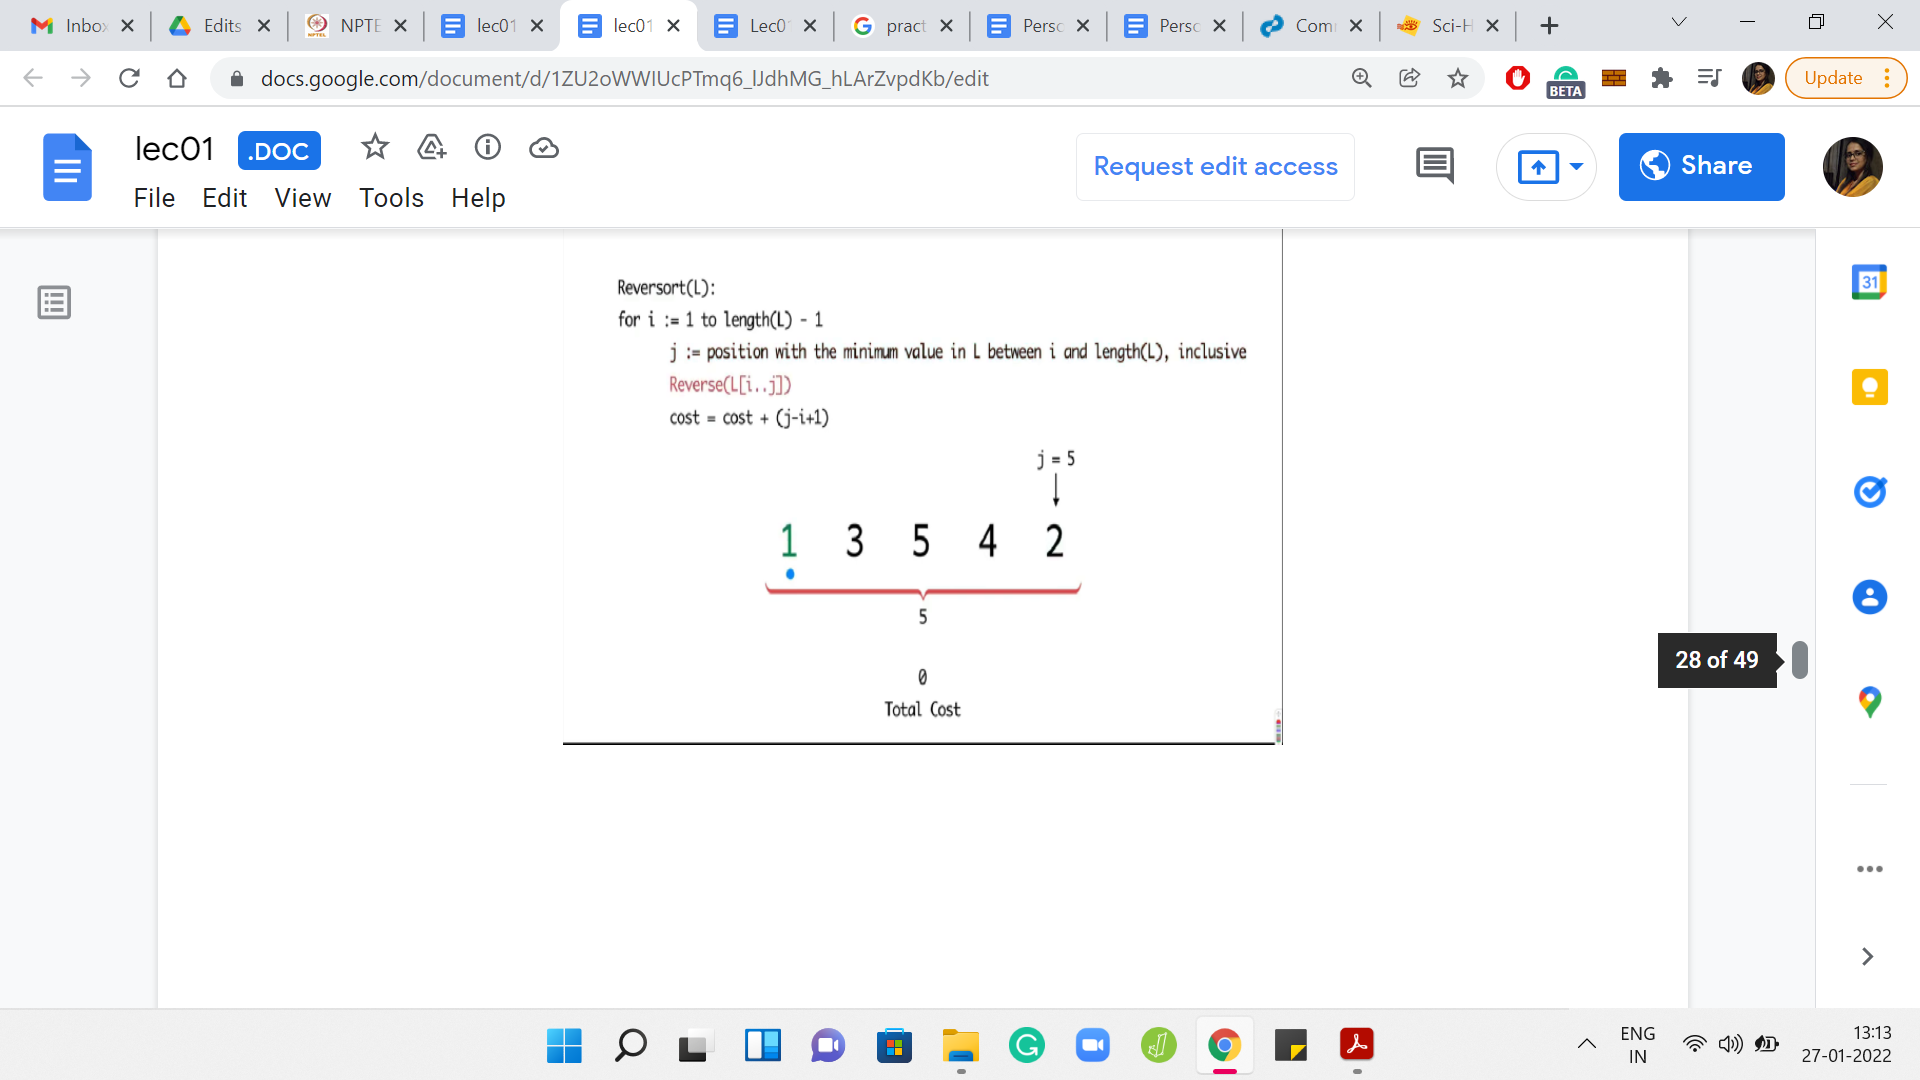 Inbox
Edits
NPTE
lec01
lec01
Lec01
pract
Perso
Perso
Com
Sci-H
docs.google.com/document/d/1ZU2oWWIUcPTmq6_lJdhMG_hLArZvpdKb/edit
BETA
Update
lec01 .DOC
File Edit View Tools Help
Request edit access
Share
31
Reversort(L):
for i := 1 to length(L) - 1
j := position with the minimum value in L between i and length(L), inclusive
Reverse(L[i..j])
cost = cost + (j-i+1)
j = 5
1 3 5 4 2
5
0
Total Cost
28 of 49
ENG
IN
13:13
27-01-2022